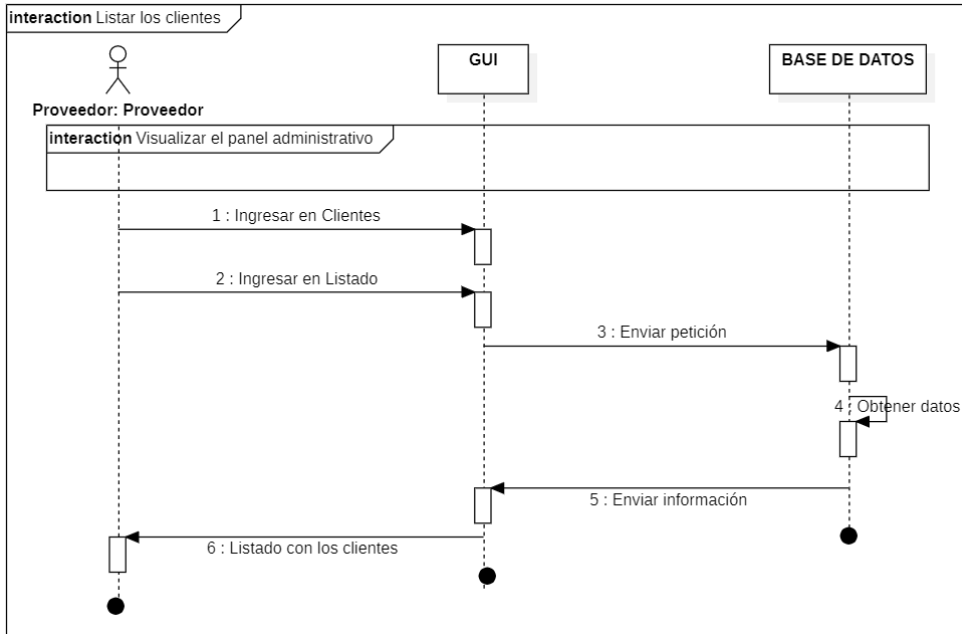 interaction Listar los clientes
GUI
BASE DE DATOS
Proveedor: Proveedor
interaction Visualizar el panel administrativo
1 : Ingresar en Clientes
2 : Ingresar en Listado
3 : Enviar petición
4 : Obtener datos
5 : Enviar información
6 : Listado con los clientes